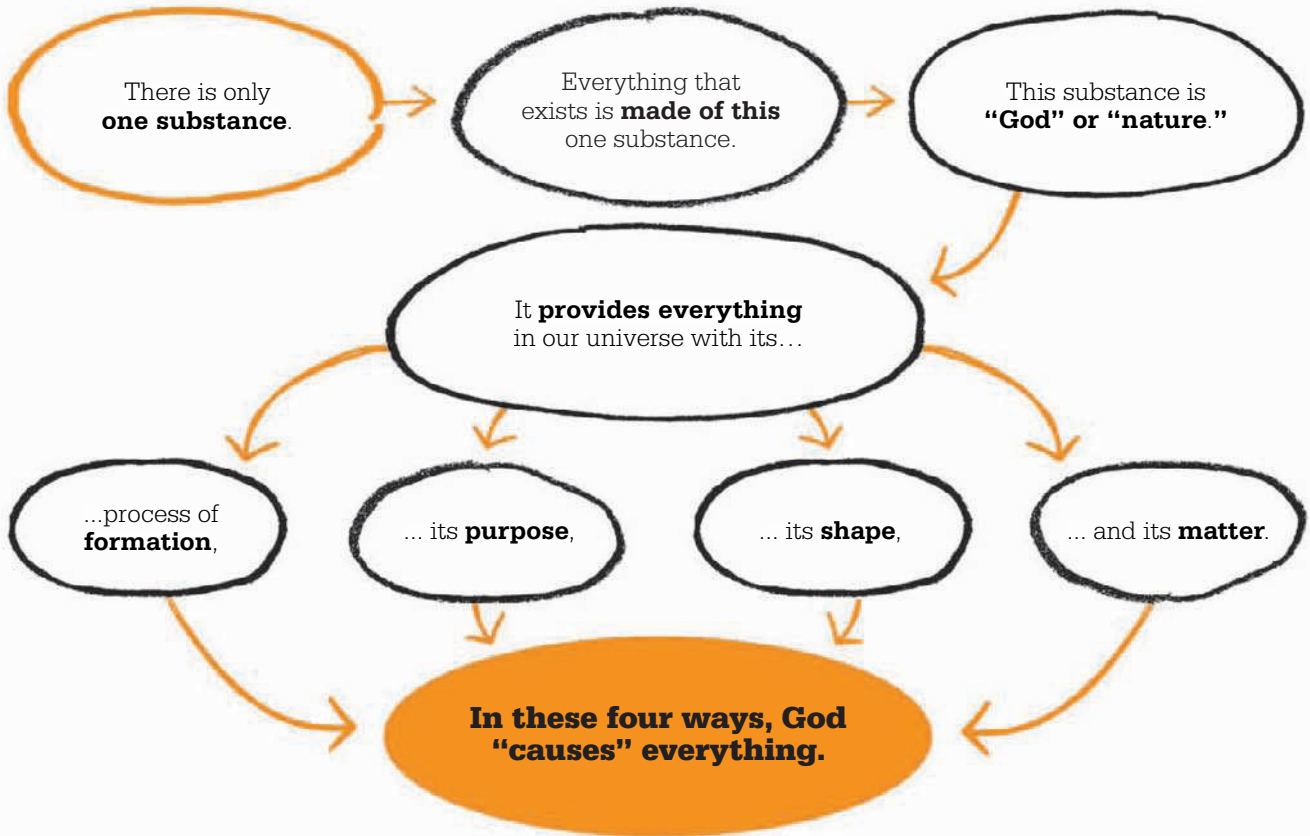 There is only
one substance.
Everything that
exists is made of this
one substance.
This substance is
“God” or “nature.”
It provides everything
in our universe with its…
...process of
formation,
... its purpose,
... its shape,
... and its matter.
In these four ways, God
“causes” everything.